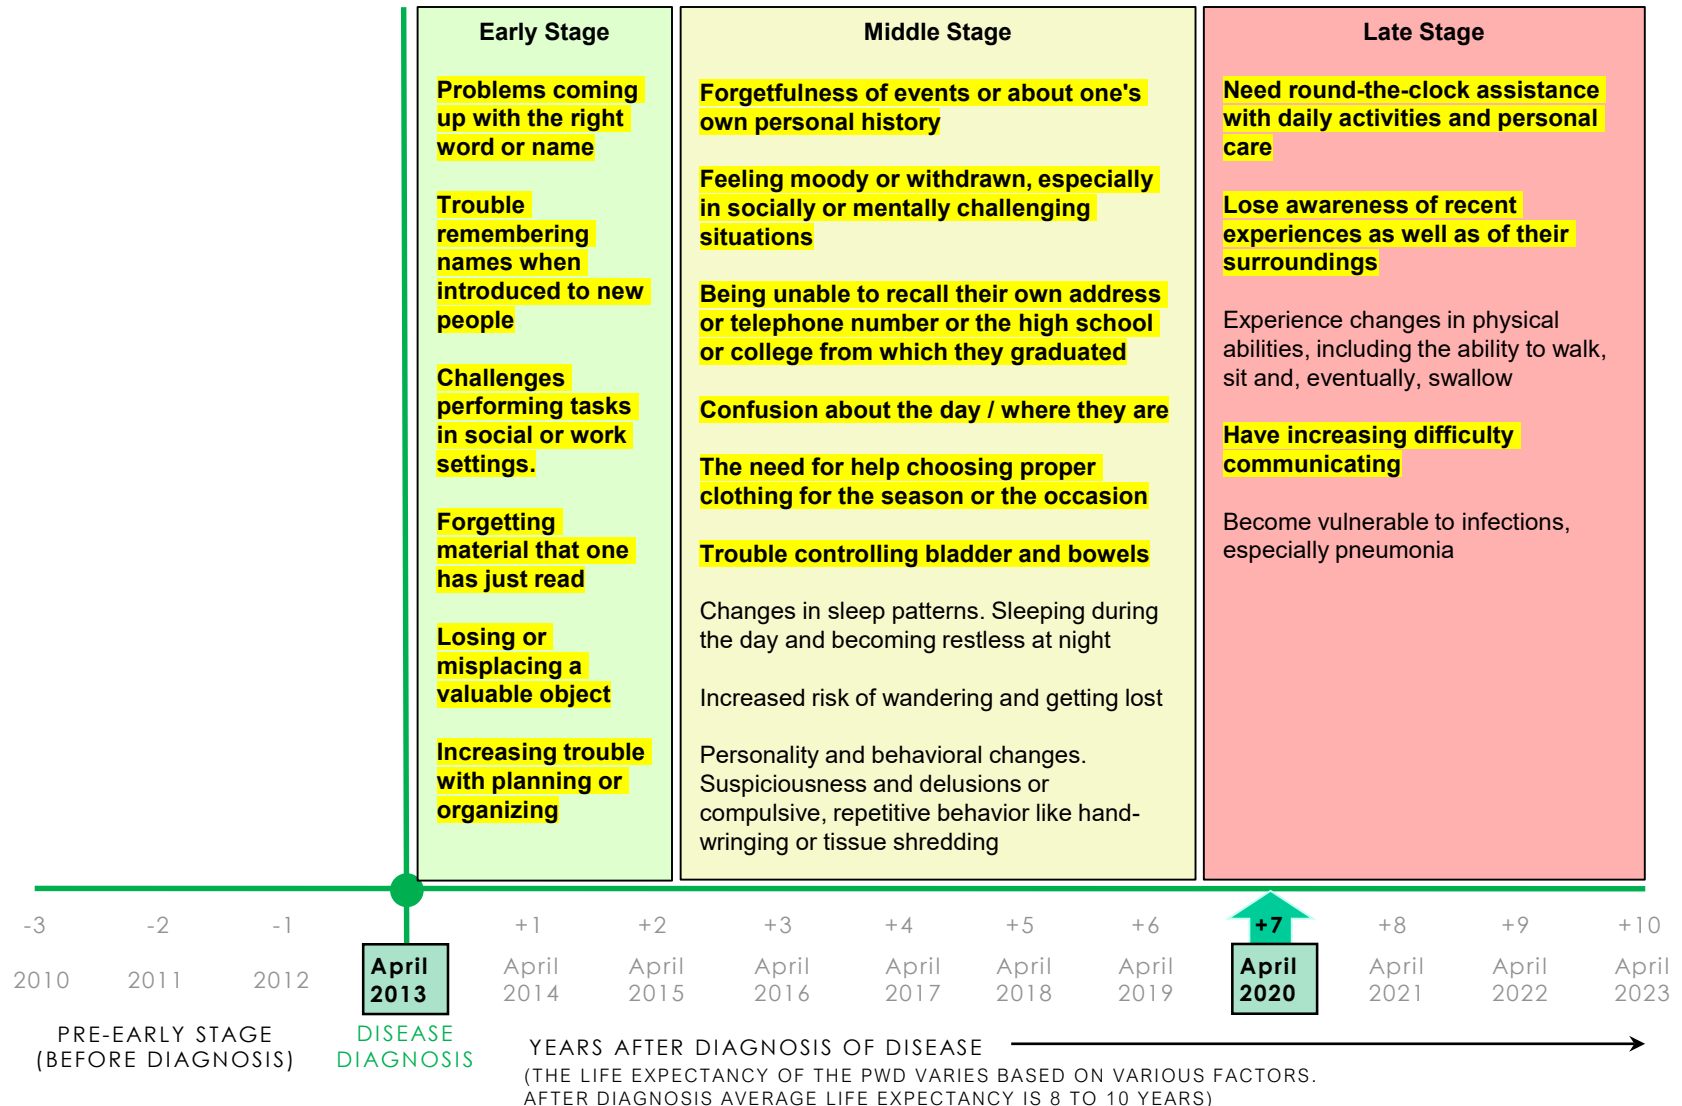 Early Stage
Problems coming
up with the right
word or name
Trouble
remembering
names when
introduced to new
people
Challenges
performing tasks
in social or work
settings.
Forgetting
material that one
has just read
Losing or
misplacing a
valuable object
Increasing trouble
with planning or
organizing
Middle Stage
Forgetfulness of events or about one's
own personal history
Feeling moody or withdrawn, especially
in socially or mentally challenging
situations
Being unable to recall their own address
or telephone number or the high school
or college from which they graduated
Confusion about the day / where they are
The need for help choosing proper
clothing for the season or the occasion
Trouble controlling bladder and bowels
Changes in sleep patterns. Sleeping during
the day and becoming restless at night
Increased risk of wandering and getting lost
Personality and behavioral changes.
Suspiciousness and delusions or
compulsive, repetitive behavior like hand-
wringing or tissue shredding
Late Stage
Need round-the-clock assistance
with daily activities and personal
care
Lose awareness of recent
experiences as well as of their
surroundings
Experience changes in physical
abilities, including the ability to walk,
sit and, eventually, swallow
Have increasing difficulty
communicating
Become vulnerable to infections,
especially pneumonia
-3 -2 -1 +1 +2 +3 +4 +5 +6 +7 +8 +9 +10
2010 2011 2012
April
2013
April
2014
April
2015
April
2016
April
2017
April
2018
April
2019
April
2020
April
2021
April
2022
April
2023
PRE-EARLY STAGE
(BEFORE DIAGNOSIS)
DISEASE
DIAGNOSIS
YEARS AFTER DIAGNOSIS OF DISEASE
(THE LIFE EXPECTANCY OF THE PWD VARIES BASED ON VARIOUS FACTORS.
AFTER DIAGNOSIS AVERAGE LIFE EXPECTANCY IS 8 TO 10 YEARS)